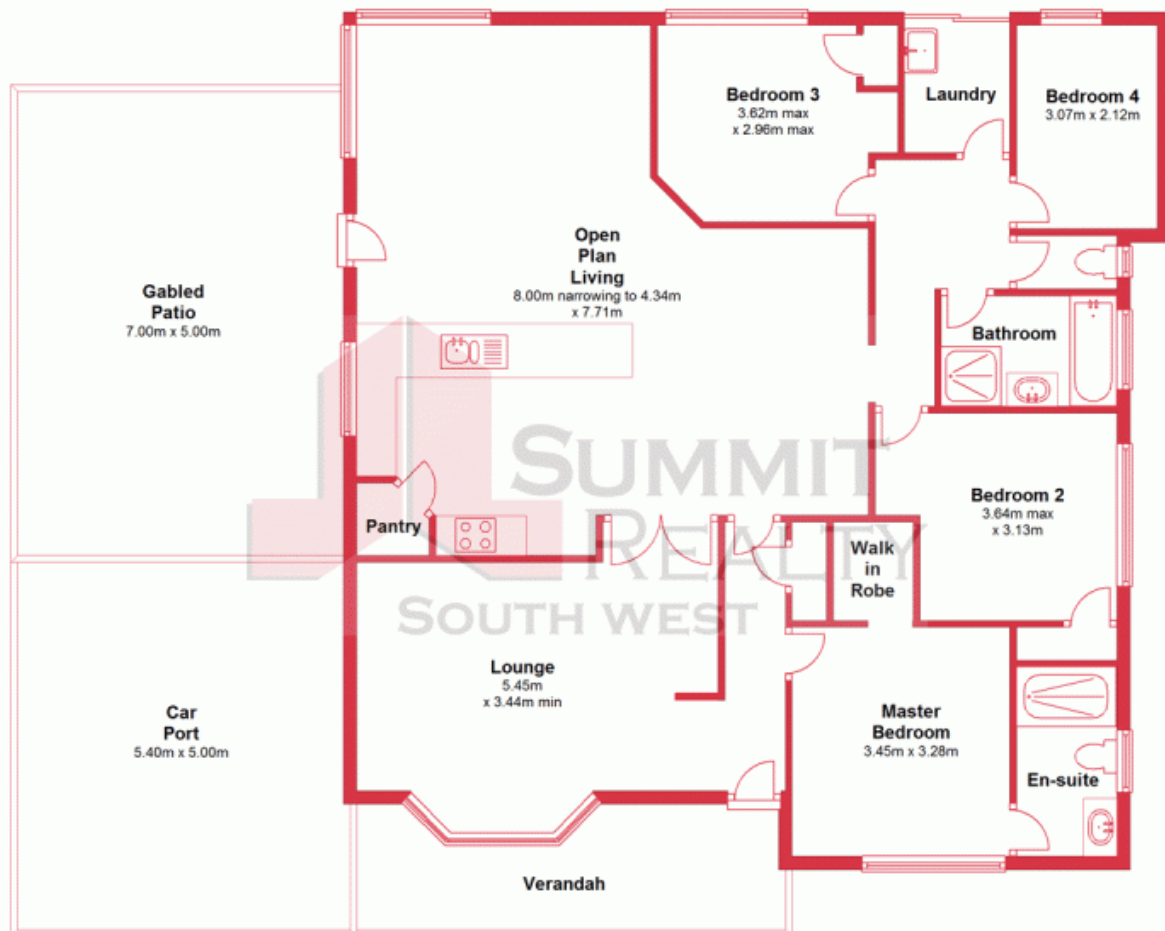 Bedroom 3
3.62m max
x 2.96m max
Laundry
Bedroom 4
3.07m x 2.12m
Gabled
Patio
7.00m x 5.00m
Open
Plan
Living
8.00m narrowing to 4.34m
x 7.71m
Bathroom
Bedroom 2
3.64m max
x 3.13m
Pantry
Walk
in
Robe
SUMMIT
REALTY
SOUTH WEST
Lounge
5.45m
x 3.44m min
Car
Port
5.40m x 5.00m
Master
Bedroom
3.45m x 3.28m
En-suite
Verandah